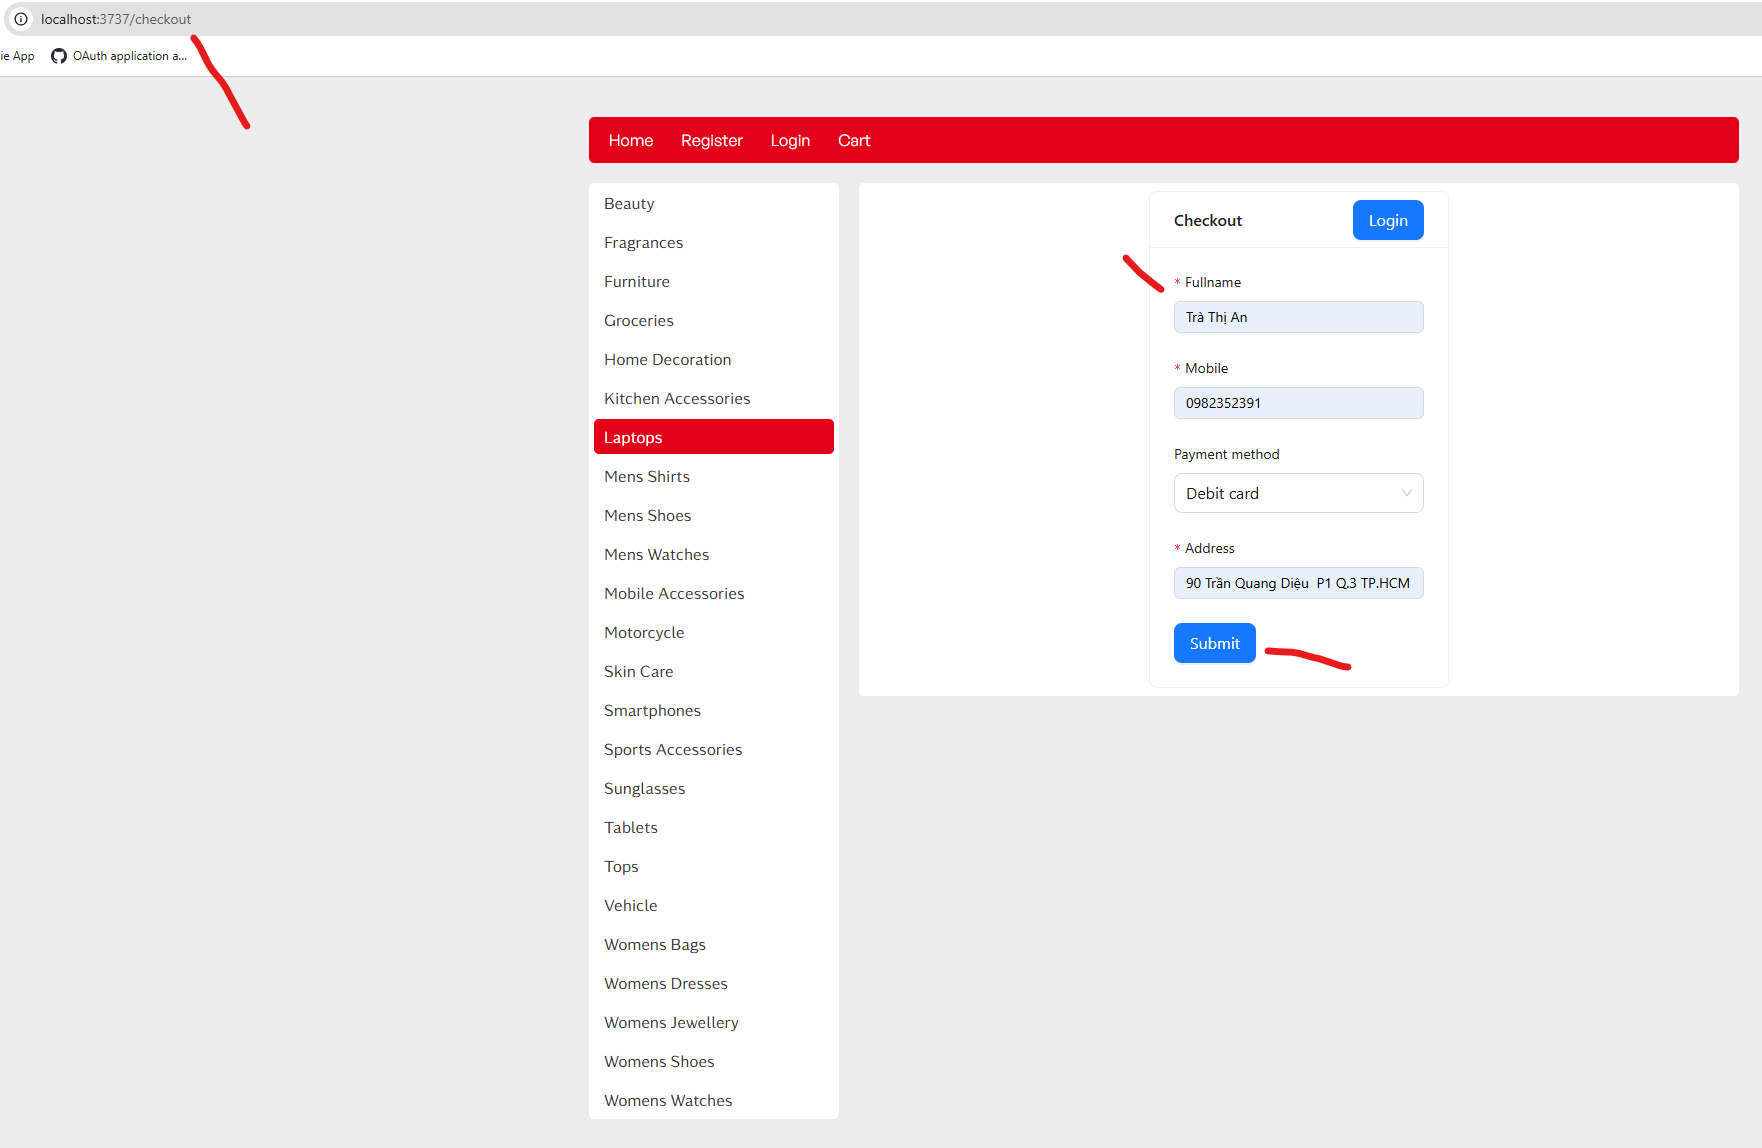 localhost:3737/checkout
ie App
OAuth application a...
Home Register Login Cart
Beauty
Fragrances
Furniture
Groceries
Home Decoration
Kitchen Accessories
Laptops
Mens Shirts
Mens Shoes
Mens Watches
Mobile Accessories
Motorcycle
Skin Care
Smartphones
Sports Accessories
Sunglasses
Tablets
Tops
Vehicle
Womens Bags
Womens Dresses
Womens Jewellery
Womens Shoes
Womens Watches
Checkout
Login
* Fullname
Trà Thị An
* Mobile
0982352391
Payment method
Debit card
* Address
90 Trần Quang Diệu P1 Q.3 TP.HCM
Submit